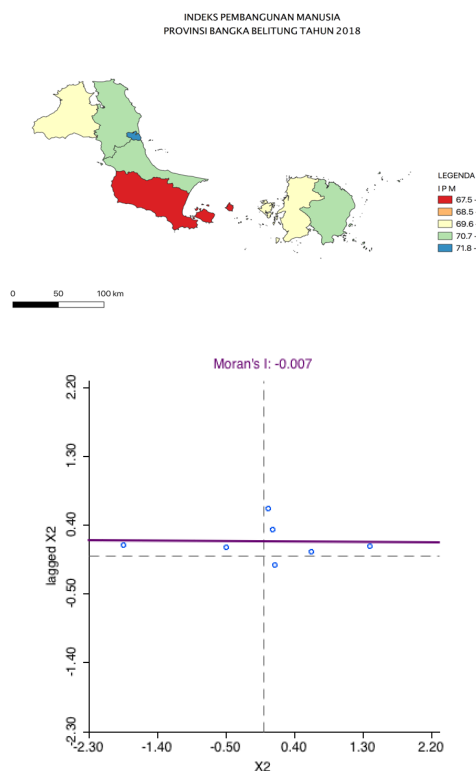 INDEKS PEMBANGUNAN MANUSIA
PROVINSI BANGKA BELITUNG TAHUN 2018
LEGENDA
I P M
67.5 -
68.5
69.6
70.7 -
71.8 -
0 50 100 km
Moran's I: -0.007
2.20
1.30
0.40
-0.50
-1.40
-2.30
lagged X2
-2.30 -1.40 -0.50 0.40 1.30 2.20
X2